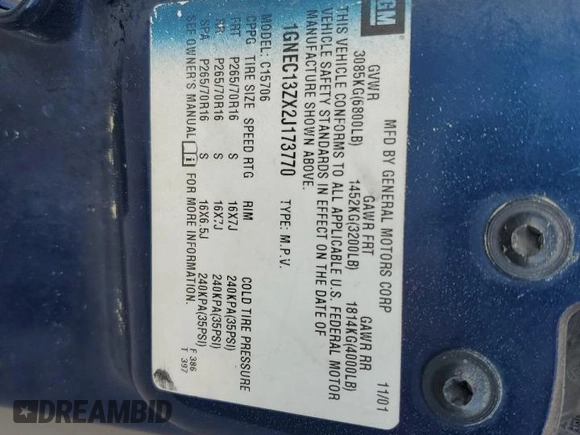 GM
MFD BY GENERAL MOTORS CORP 11/01
GVWR GAWR FRT GAWR RR
3085KG(6800LB) 1452KG(3200LB) 1814KG(4000LB)
THIS VEHICLE CONFORMS TO ALL APPLICABLE U.S. FEDERAL MOTOR
VEHICLE SAFETY STANDARDS IN EFFECT ON THE DATE OF
MANUFACTURE SHOWN ABOVE.
1GNEC13ZX2J173770 TYPE: M.P.V.
MODEL: C15706
CPPG TIRE SIZE SPEED RTG RIM COLD TIRE PRESSURE
FRT P265/70R16 S 16X7J 240KPA(35PSI)
RR P265/70R16 S 16X7J 240KPA(35PSI)
SPA P265/70R16 S 16X6.5J 240KPA(35PSI)
SEE OWNER'S MANUAL i FOR MORE INFORMATION.
F 386
T 397
DREAMBID